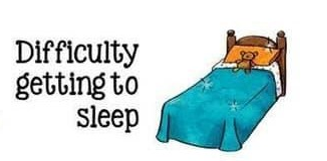 Difficulty
getting to
sleep